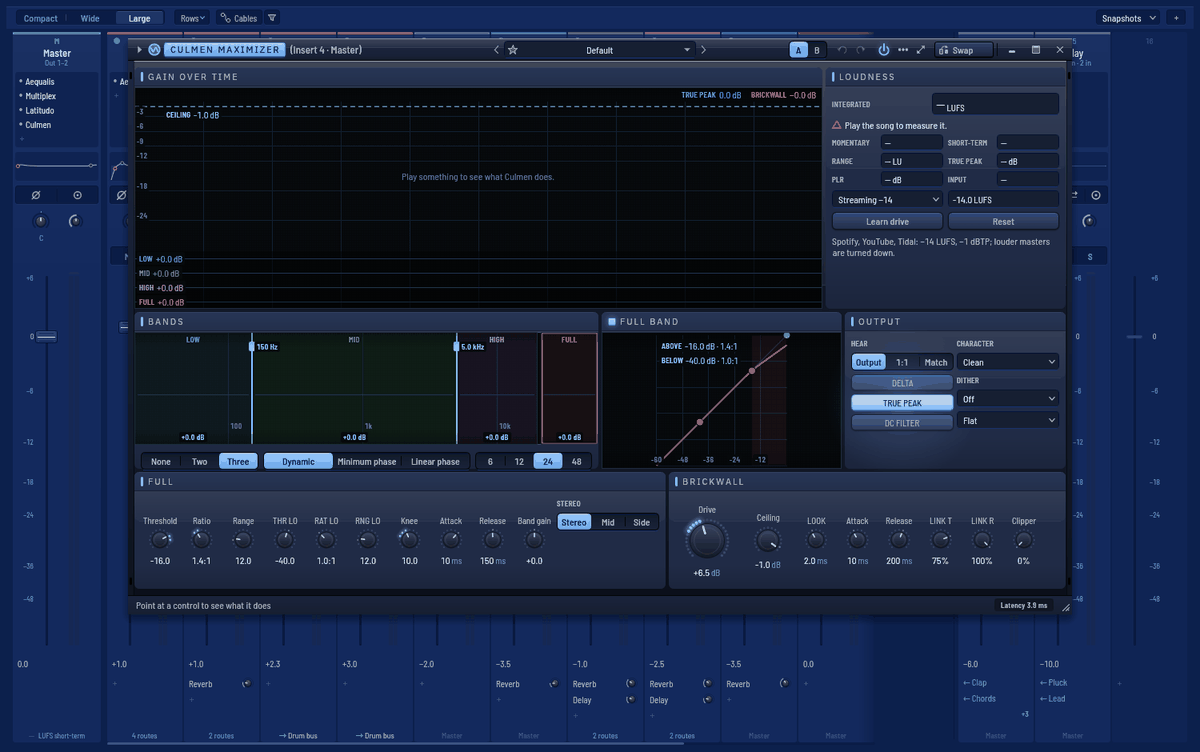 Compact Wide Large Rows Cables Snapshots +
M
Master
Out 1–2
Aequalis
Multiplex
Latitudo
Culmen
CULMEN MAXIMIZER (Insert 4 · Master) Default A B Swap
GAIN OVER TIME
TRUE PEAK 0.0 dB BRICKWALL −0.0 dB
CEILING −1.0 dB
-3
-6
-9
-12
-18
-24
Play something to see what Culmen does.
LOW +0.0 dB
MID +0.0 dB
HIGH +0.0 dB
FULL +0.0 dB
LOUDNESS
INTEGRATED — LUFS
Play the song to measure it.
MOMENTARY – SHORT-TERM –
RANGE – LU TRUE PEAK – dB
PLR – dB INPUT –
Streaming −14 -14.0 LUFS
Learn drive Reset
Spotify, YouTube, Tidal: −14 LUFS, −1 dBTP; louder masters
are turned down.
BANDS
LOW MID HIGH FULL
150 Hz 5.0 kHz
100 1k 10k
+0.0 dB +0.0 dB +0.0 dB +0.0 dB
None Two Three Dynamic Minimum phase Linear phase 6 12 24 48
FULL BAND
ABOVE −16.0 dB · 1.4:1
BELOW −40.0 dB · 1.0:1
-60 -48 -36 -24 -12
OUTPUT
HEAR CHARACTER
Output 1:1 Match Clean
DELTA DITHER
TRUE PEAK Off
DC FILTER Flat
FULL
STEREO
Threshold Ratio Range THR LO RAT LO RNG LO Knee Attack Release Band gain Stereo Mid Side
-16.0 1.4:1 12.0 -40.0 1.0:1 12.0 10.0 10 ms 150 ms +0.0
BRICKWALL
Drive Ceiling LOOK Attack Release LINK T LINK R Clipper
+6.5 dB -1.0 dB 2.0 ms 10 ms 200 ms 75% 100% 0%
Point at a control to see what it does Latency 3.9 ms
C
+6
0
-6
-12
-18
-24
-36
-48
S
0.0 +1.0 +1.0 +2.3 +3.0 −2.0 −3.5 −1.0 −2.5 −3.5 0.0 −6.0 −10.0
Reverb Reverb Reverb Reverb Reverb ← Clap ← Pluck
Delay Delay ← Chords ← Lead
+3
LUFS short-term 4 routes 2 routes → Drum bus → Drum bus Master Master 2 routes 2 routes Master Master Master Master